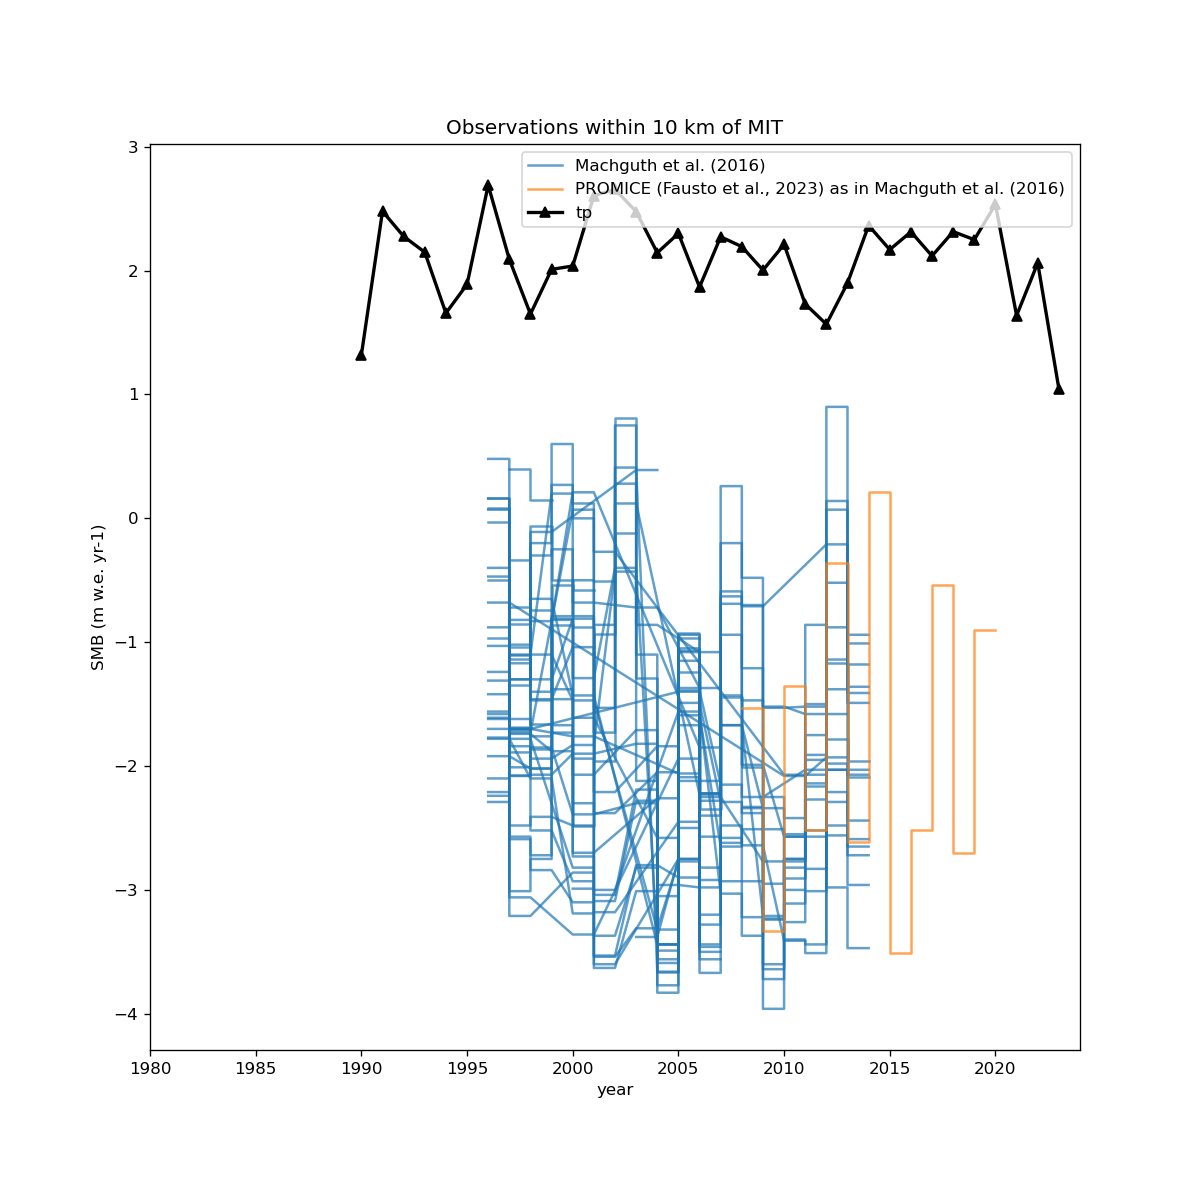 Observations within 10 km of MIT
Machguth et al. (2016)
PROMICE (Fausto et al., 2023) as in Machguth et al. (2016)
tp
3
2
1
0
−1
−2
−3
−4
SMB (m w.e. yr-1)
1980 1985 1990 1995 2000 2005 2010 2015 2020
year